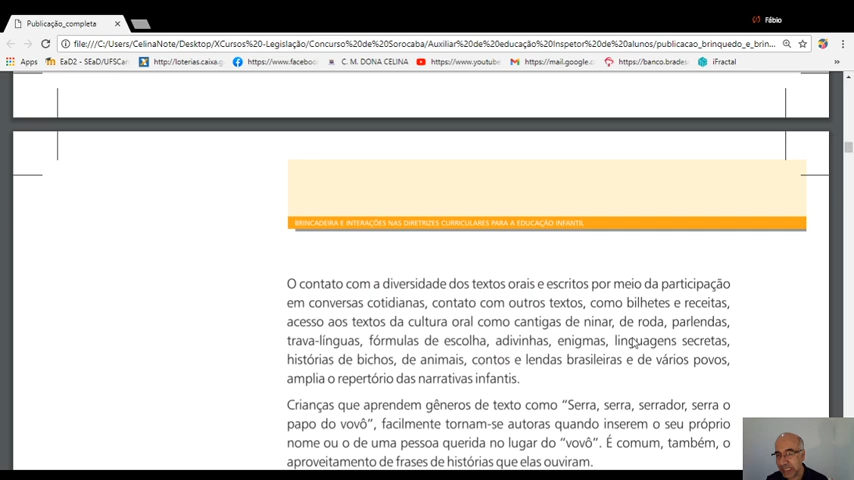 Publicação_completa
Fábio
file:///C:/Users/CelinaNote/Desktop/XCursos%20-Legislação/Concurso%20de%20Sorocaba/Auxiliar%20de%20educação%20Inspetor%20de%20alunos/publicacao_brinquedo_e_brin...
Apps EaD2 - SEaD/UFSCar http://loterias.caixa.g https://www.faceboo C. M. DONA CELINA https://www.youtube https://mail.google.c https://banco.brades iFractal »
BRINCADEIRA E INTERAÇÕES NAS DIRETRIZES CURRICULARES PARA A EDUCAÇÃO INFANTIL
O contato com a diversidade dos textos orais e escritos por meio da participação
em conversas cotidianas, contato com outros textos, como bilhetes e receitas,
acesso aos textos da cultura oral como cantigas de ninar, de roda, parlendas,
trava-línguas, fórmulas de escolha, adivinhas, enigmas, linguagens secretas,
histórias de bichos, de animais, contos e lendas brasileiras e de vários povos,
amplia o repertório das narrativas infantis.
Crianças que aprendem gêneros de texto como “Serra, serra, serrador, serra o
papo do vovô”, facilmente tornam-se autoras quando inserem o seu próprio
nome ou o de uma pessoa querida no lugar do “vovô”. É comum, também, o
aproveitamento de frases de histórias que elas ouviram.